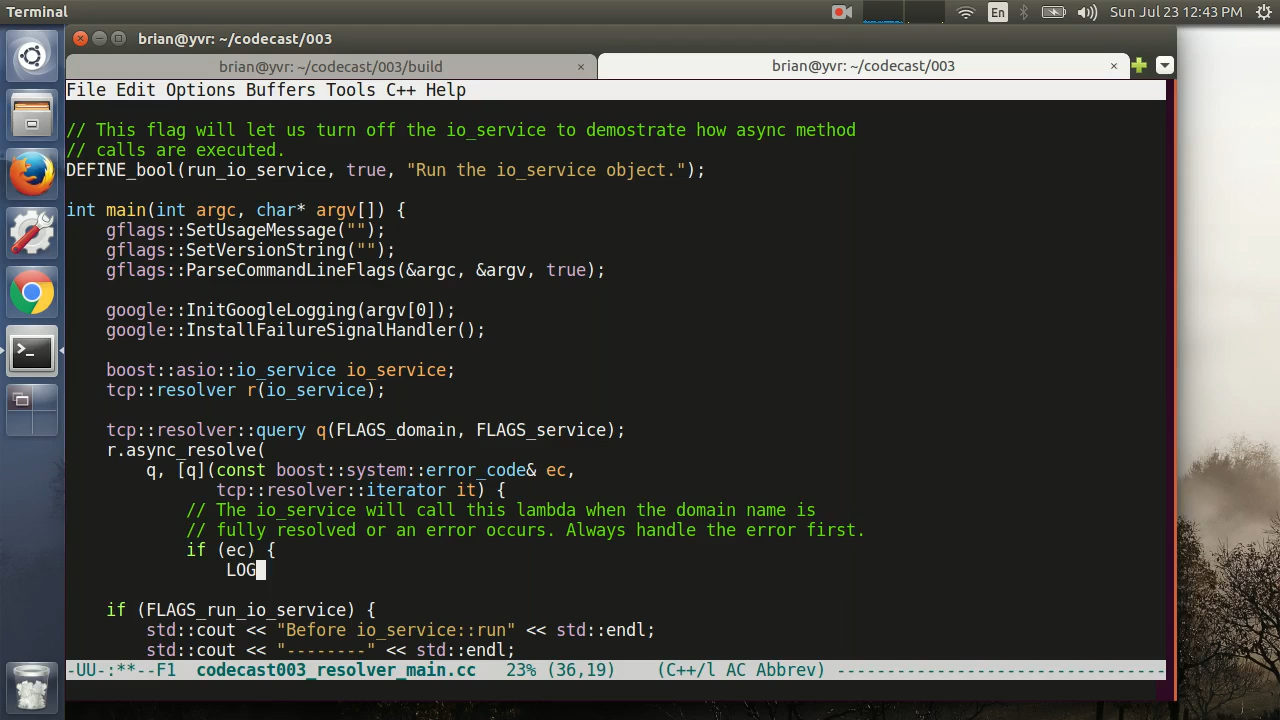 Terminal
En
Sun Jul 23 12:43 PM
brian@yvr: ~/codecast/003
brian@yvr: ~/codecast/003/build ×
brian@yvr: ~/codecast/003 ×
File Edit Options Buffers Tools C++ Help
// This flag will let us turn off the io_service to demostrate how async method
// calls are executed.
DEFINE_bool(run_io_service, true, "Run the io_service object.");
int main(int argc, char* argv[]) {
gflags::SetUsageMessage("");
gflags::SetVersionString("");
gflags::ParseCommandLineFlags(&argc, &argv, true);
google::InitGoogleLogging(argv[0]);
google::InstallFailureSignalHandler();
boost::asio::io_service io_service;
tcp::resolver r(io_service);
tcp::resolver::query q(FLAGS_domain, FLAGS_service);
r.async_resolve(
q, [q](const boost::system::error_code& ec,
tcp::resolver::iterator it) {
// The io_service will call this lambda when the domain name is
// fully resolved or an error occurs. Always handle the error first.
if (ec) {
LOG
if (FLAGS_run_io_service) {
std::cout << "Before io_service::run" << std::endl;
std::cout << "--------" << std::endl;
-UU-:**--F1 codecast003_resolver_main.cc 23% (36,19) (C++/l AC Abbrev) ---------------------------------